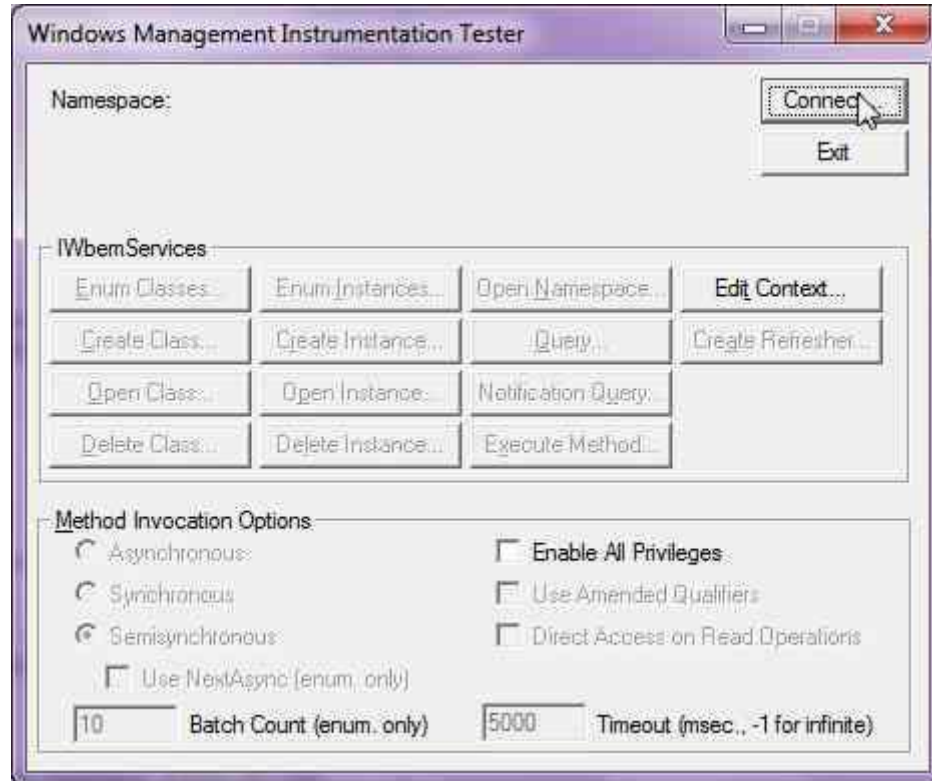 Windows Management Instrumentation Tester
Namespace:
Connect...
Exit
IWbemServices
Enum Classes... Enum Instances... Open Namespace... Edit Context...
Create Class... Create Instance... Query... Create Refresher...
Open Class... Open Instance... Notification Query...
Delete Class... Delete Instance... Execute Method...
Method Invocation Options
Asynchronous Enable All Privileges
Synchronous Use Amended Qualifiers
Semisynchronous Direct Access on Read Operations
Use NextAsync (enum. only)
10 Batch Count (enum. only) 5000 Timeout (msec., -1 for infinite)